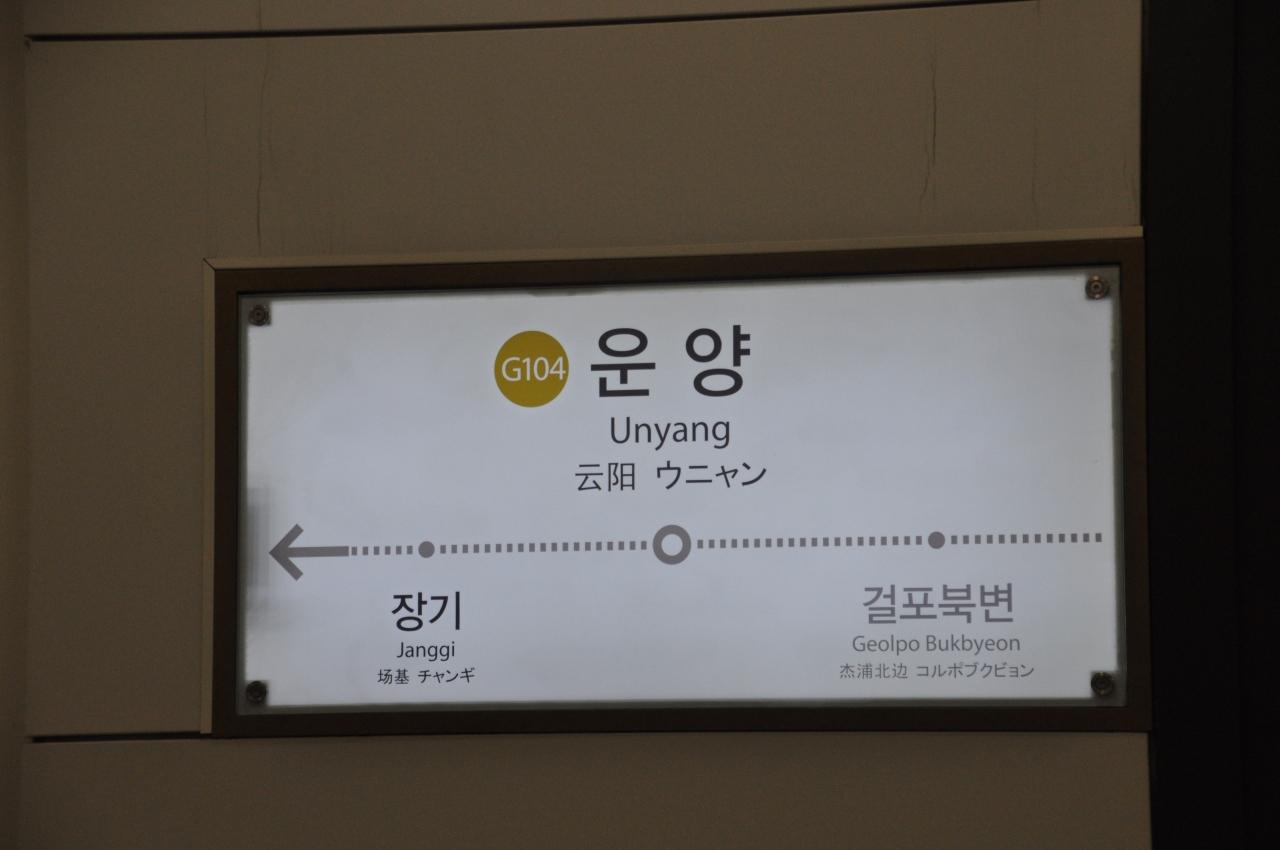 G104 운양
Unyang
云阳 ウニャン
장기
Janggi
场基 チャンギ
걸포북변
Geolpo Bukbyeon
杰浦北边 コルポブクビョン